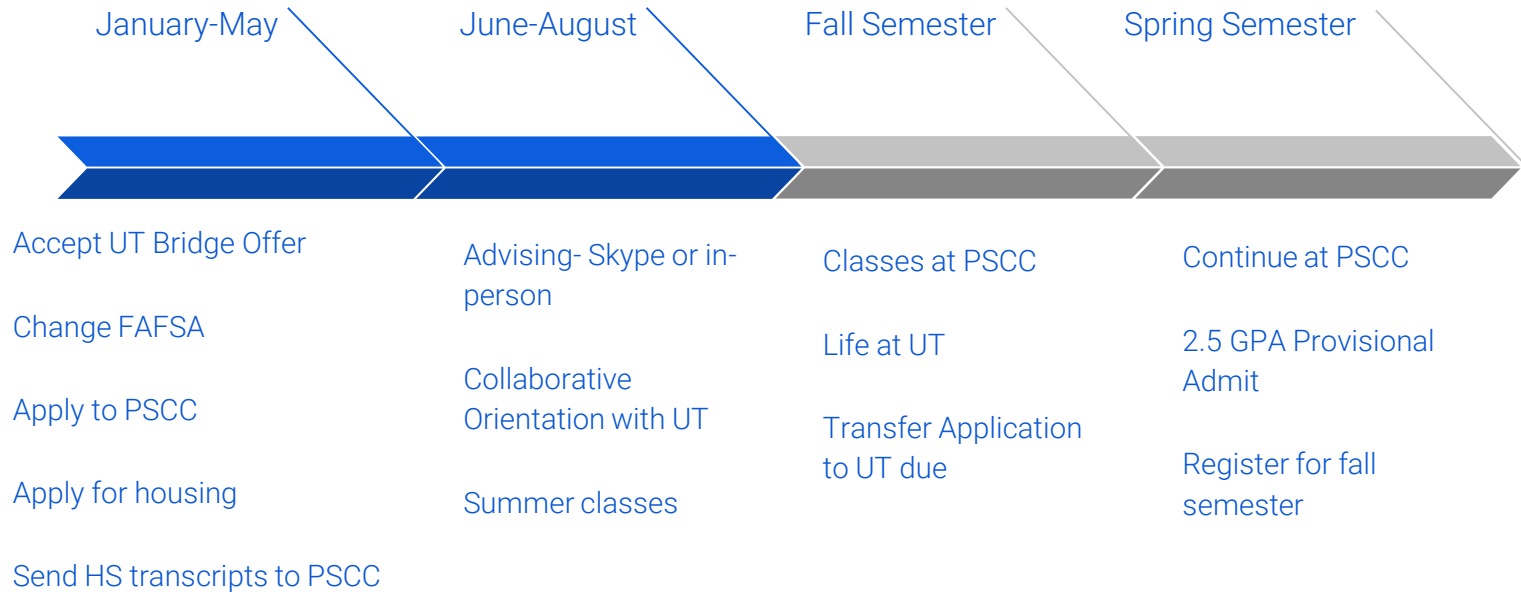 January-May
June-August
Fall Semester
Spring Semester
Accept UT Bridge Offer
Change FAFSA
Apply to PSCC
Apply for housing
Send HS transcripts to PSCC
Advising- Skype or in-
person
Collaborative
Orientation with UT
Summer classes
Classes at PSCC
Life at UT
Transfer Application
to UT due
Continue at PSCC
2.5 GPA Provisional
Admit
Register for fall
semester